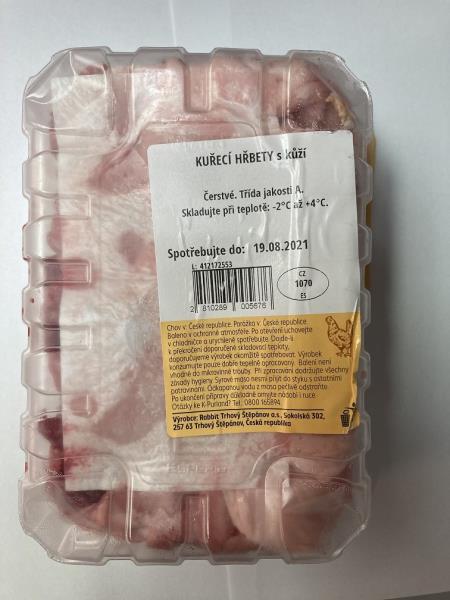 KUŘECÍ HŘBETY s kůží
Čerstvé. Třída jakosti A.
Skladujte při teplotě: -2°C až +4°C.
Spotřebujte do: 19.08.2021
L: 412172553
2 810289 005676
CZ
1070
ES
Chov v: České republice. Porážka v: České republice
Baleno v ochranné atmosféře. Po otevření uchovejte
v chladničce a urychleně spotřebujte. Dojde-li
k překročení doporučené skladovací teploty,
doporučujeme výrobek okamžitě spotřebovat. Výrobek
konzumujte pouze dobře tepelně opracovaný. Balení není
vhodné do mikrovlnné trouby. Při zpracování dodržujte všechny
zásady hygieny. Syrové maso nesmí přijít do styku s ostatními
potravinami. Odkapanou vodu z masa pečlivě odstraňte.
Po ukončení přípravy důkladně omyjte nádobí i ruce.
Otázky ke K-Purland? Tel.: 0800 165894.
Výrobce: Rabbit Trhový Štěpánov a.s., Sokolská 302,
257 63 Trhový Štěpánov, Česká republika